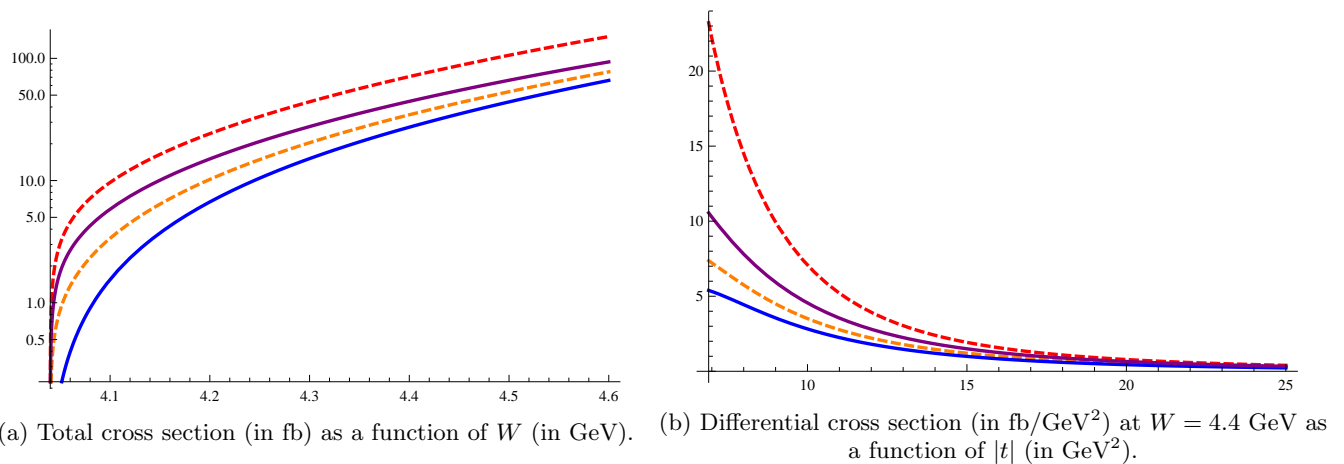 100.0
50.0
10.0
5.0
1.0
0.5
4.1 4.2 4.3 4.4 4.5 4.6
a) Total cross section (in fb) as a function of W (in GeV).
20
15
10
5
10 15 20 25
(b) Differential cross section (in fb/GeV²) at W = 4.4 GeV as
a function of |t| (in GeV²).